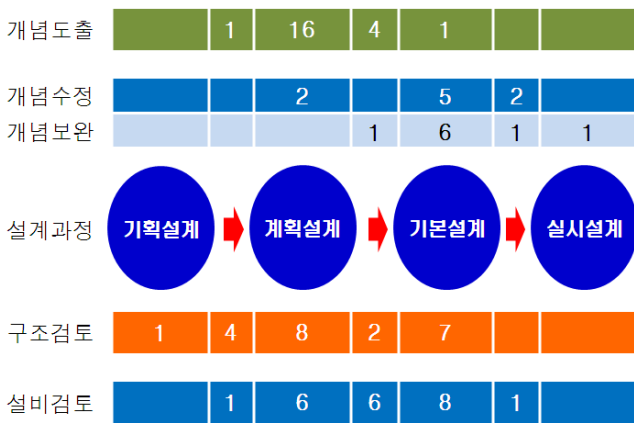 개념도출 1 16 4 1
개념수정 2 5 2
개념보완 1 6 1 1
설계과정 기획설계 계획설계 기본설계 실시설계
구조검토 1 4 8 2 7
설비검토 1 6 6 8 1